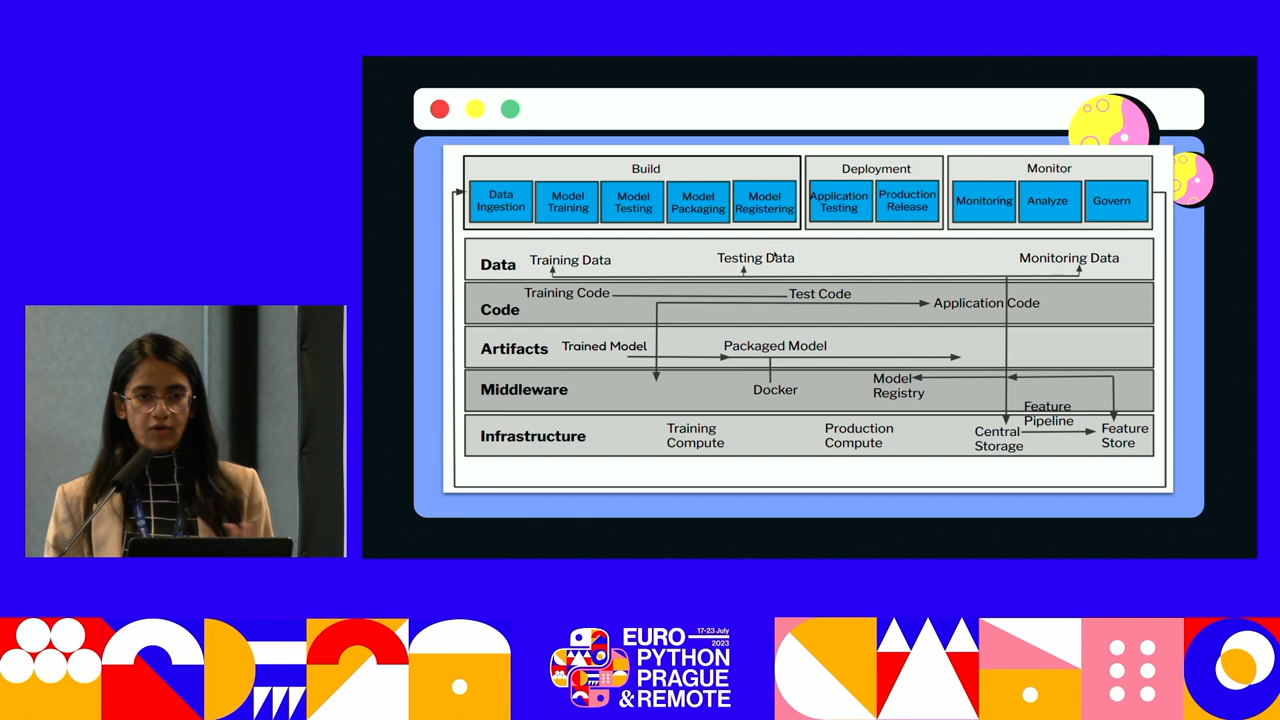 Build
Deployment
Monitor
Data
Ingestion
Model
Training
Model
Testing
Model
Packaging
Model
Registering
Application
Testing
Production
Release
Monitoring
Analyze
Govern
Data
Training Data
Testing Data
Monitoring Data
Code
Training Code
Test Code
Application Code
Artifacts
Trained Model
Packaged Model
Middleware
Docker
Model
Registry
Infrastructure
Training
Compute
Production
Compute
Central
Storage
Feature
Pipeline
Feature
Store
EURO
17-23 July
2023
PYTHON
PRAGUE
& REMOTE